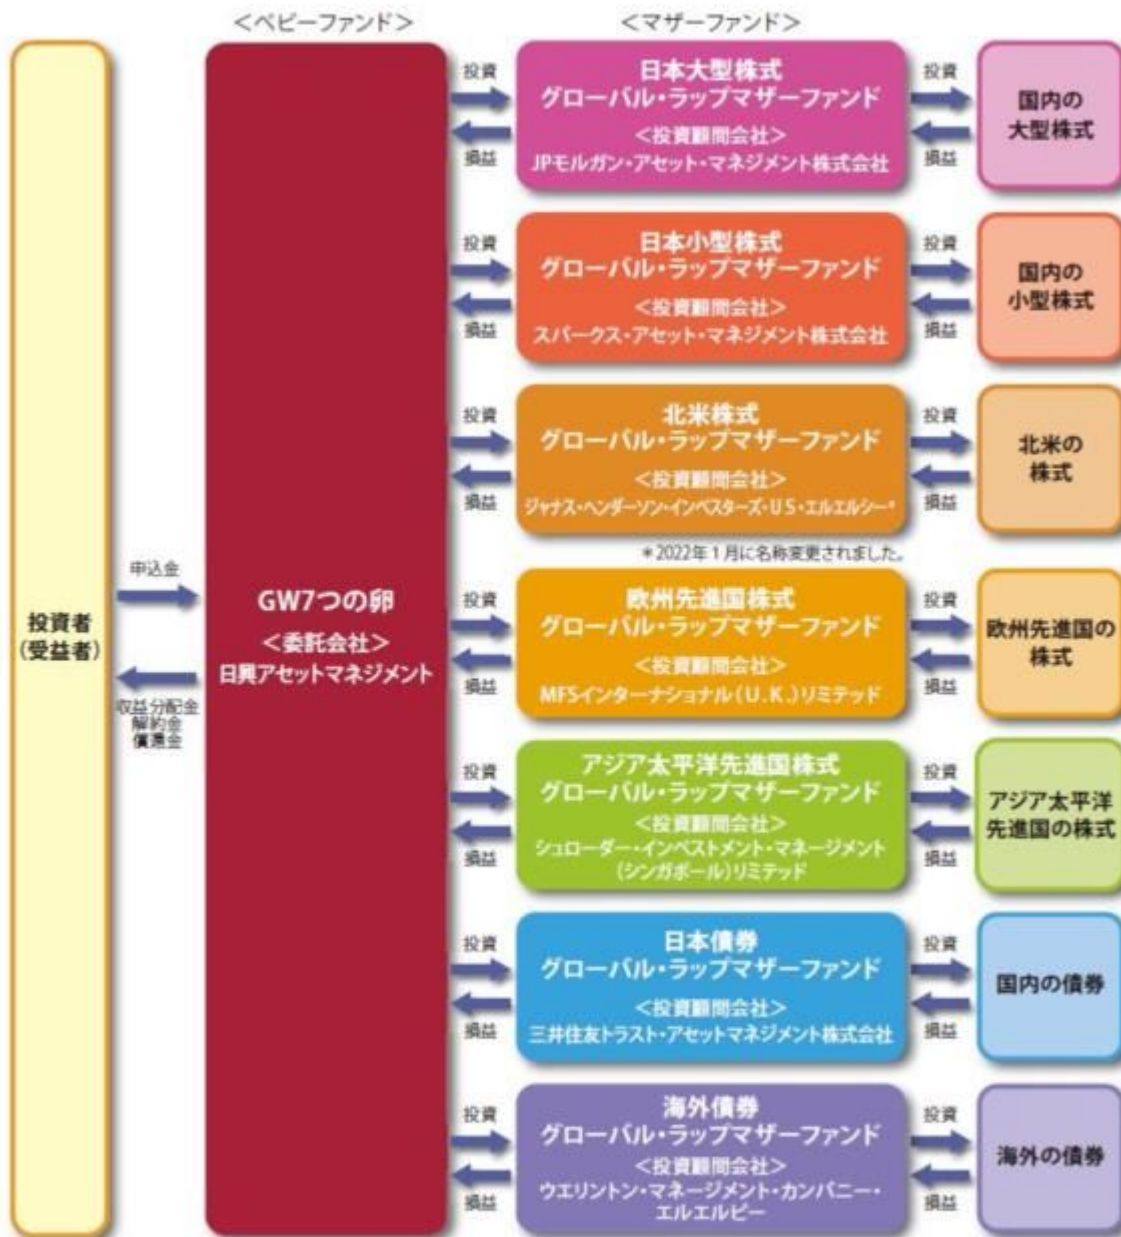 <ベビーファンド>
<マザーファンド>
投資者
(受益者)
申込金
収益分配金
解約金
償還金
GW7つの卵
<委託会社>
日興アセットマネジメント
投資
損益
日本大型株式
グローバル・ラップマザーファンド
<投資顧問会社>
JPモルガン・アセット・マネジメント株式会社
投資
損益
国内の
大型株式
投資
損益
日本小型株式
グローバル・ラップマザーファンド
<投資顧問会社>
スパークス・アセット・マネジメント株式会社
投資
損益
国内の
小型株式
投資
損益
北米株式
グローバル・ラップマザーファンド
<投資顧問会社>
ジャナス・ヘンダーソン・インベスターズ・US・エルエルシー*
投資
損益
北米の
株式
*2022年1月に名称変更されました。
投資
損益
欧州先進国株式
グローバル・ラップマザーファンド
<投資顧問会社>
MFSインターナショナル(U.K.)リミテッド
投資
損益
欧州先進国の
株式
投資
損益
アジア太平洋先進国株式
グローバル・ラップマザーファンド
<投資顧問会社>
シュローダー・インベストメント・マネージメント
(シンガポール)リミテッド
投資
損益
アジア太平洋
先進国の株式
投資
損益
日本債券
グローバル・ラップマザーファンド
<投資顧問会社>
三井住友トラスト・アセットマネジメント株式会社
投資
損益
国内の債券
投資
損益
海外債券
グローバル・ラップマザーファンド
<投資顧問会社>
ウエリントン・マネージメント・カンパニー・
エルエルピー
投資
損益
海外の債券